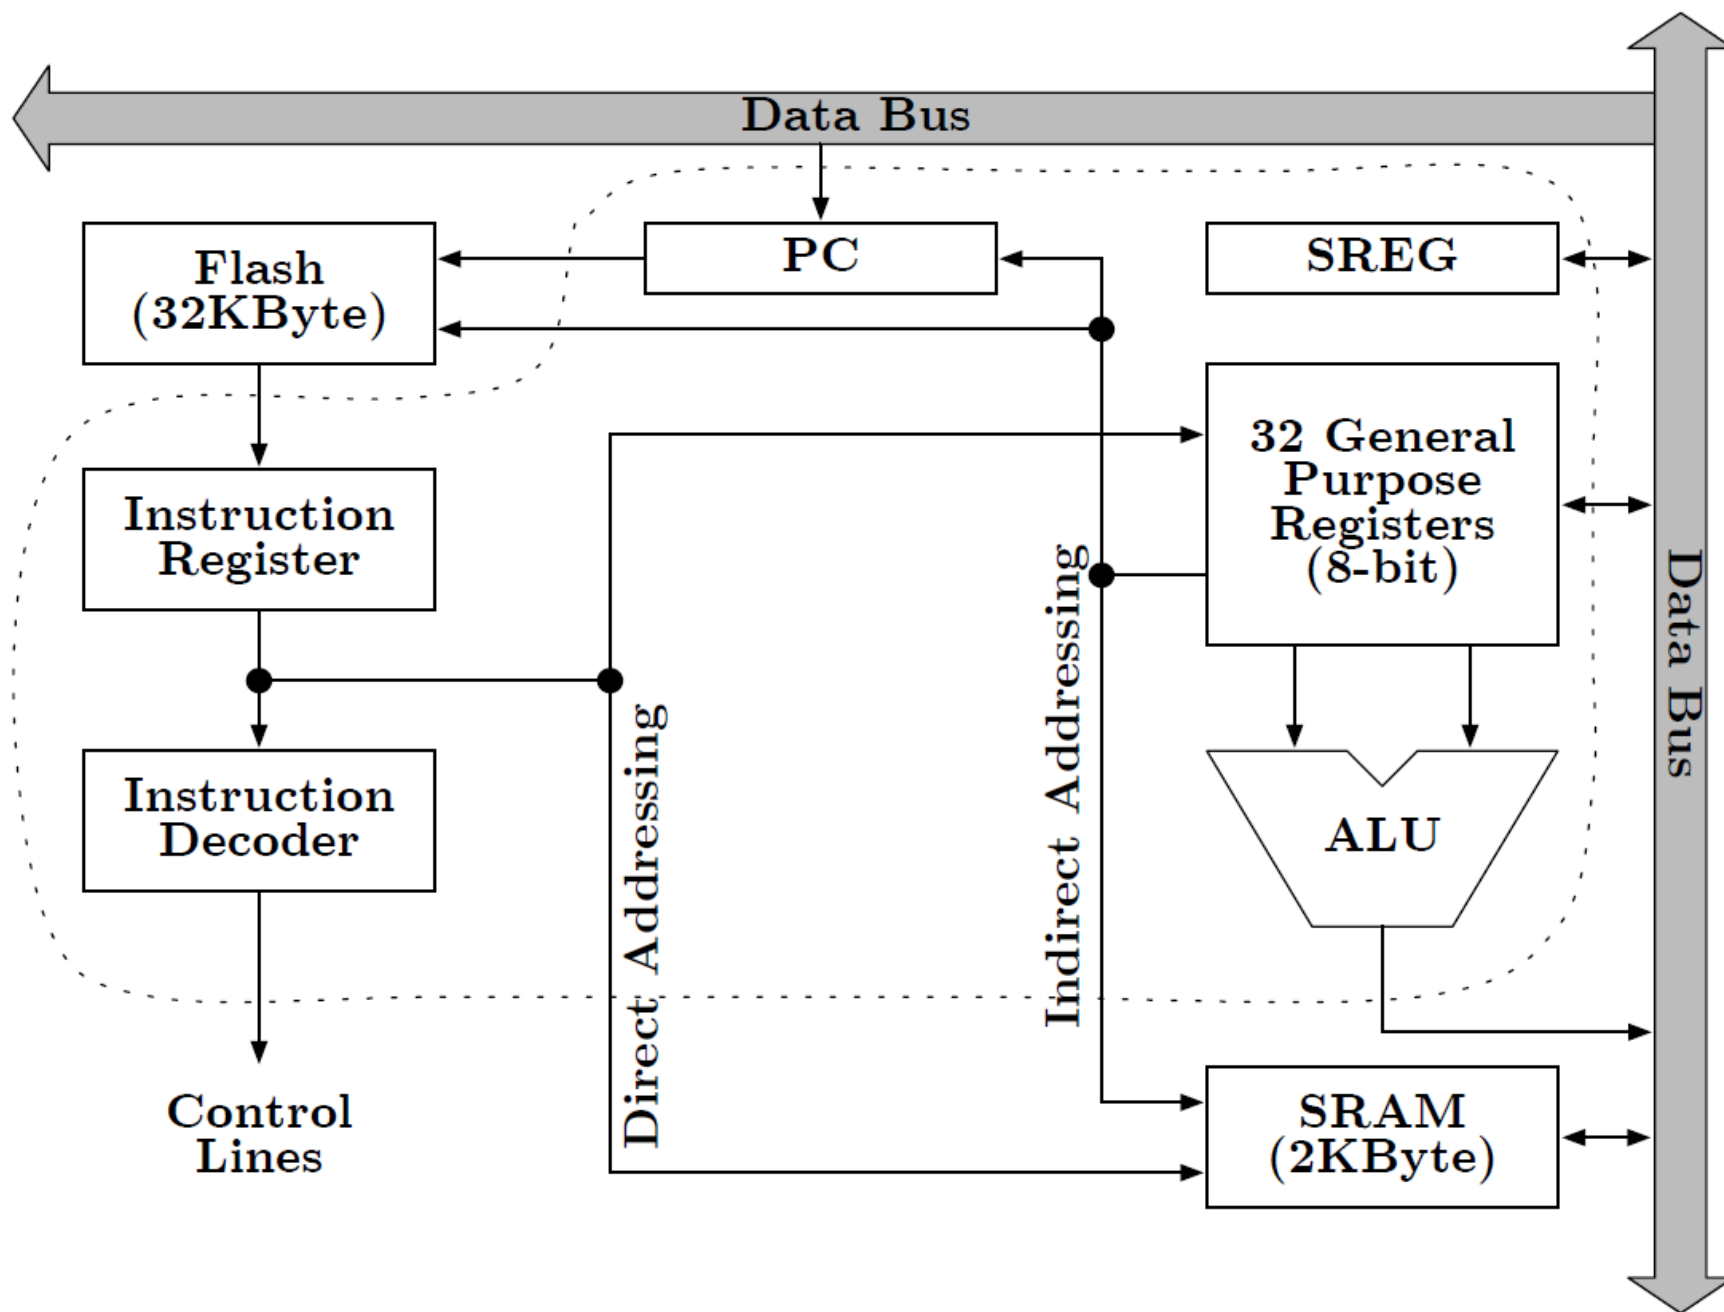 Data Bus
Flash
(32KByte)
PC
SREG
32 General
Purpose
Registers
(8-bit)
Instruction
Register
Data Bus
Indirect Addressing
Direct Addressing
Instruction
Decoder
ALU
Control
Lines
SRAM
(2KByte)